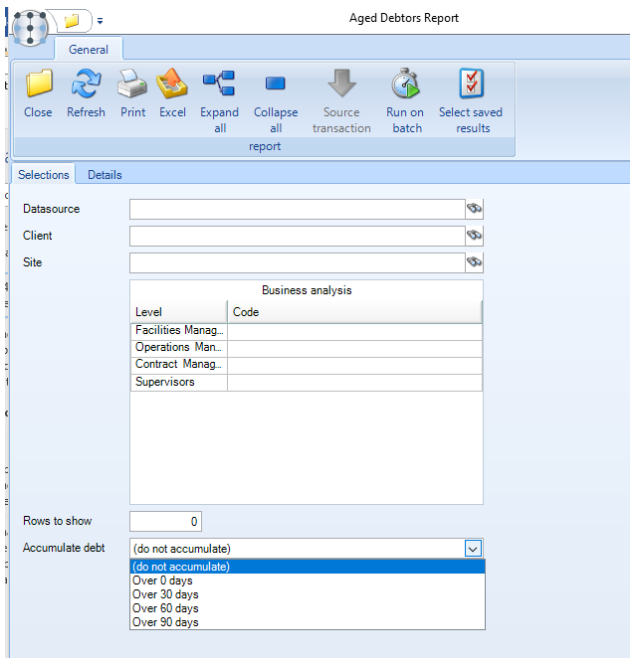 Aged Debtors Report
General
Close Refresh Print Excel Expand all Collapse all Source transaction Run on batch Select saved results
report
Selections Details
Datasource
Client
Site
Business analysis
Level Code
Facilities Manag...
Operations Man...
Contract Manag...
Supervisors
Rows to show 0
Accumulate debt (do not accumulate)
(do not accumulate)
Over 0 days
Over 30 days
Over 60 days
Over 90 days